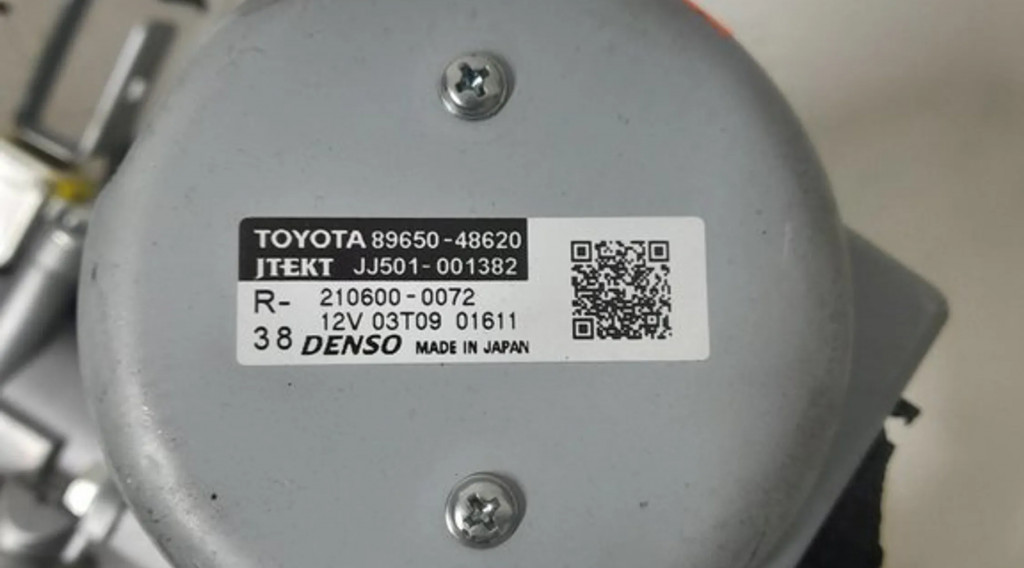 TOYOTA 89650-48620
JTEKT JJ501-001382
R- 210600-0072
12V 03T09 01611
38 DENSO MADE IN JAPAN